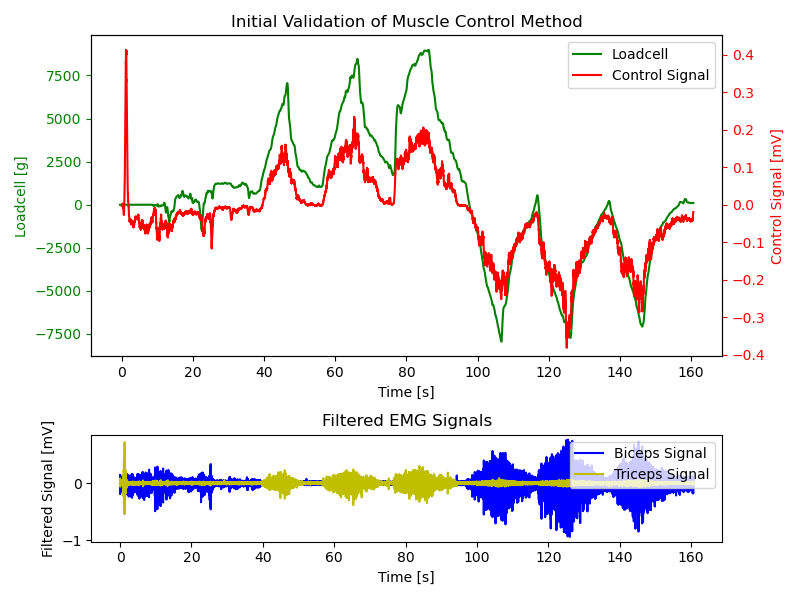 Initial Validation of Muscle Control Method
Loadcell
Control Signal
7500
5000
2500
0
−2500
−5000
−7500
Loadcell [g]
0.4
0.3
0.2
0.1
0.0
−0.1
−0.2
−0.3
−0.4
Control Signal [mV]
0 20 40 60 80 100 120 140 160
Time [s]
Filtered EMG Signals
Biceps Signal
Triceps Signal
0
−1
Filtered Signal [mV]
0 20 40 60 80 100 120 140 160
Time [s]